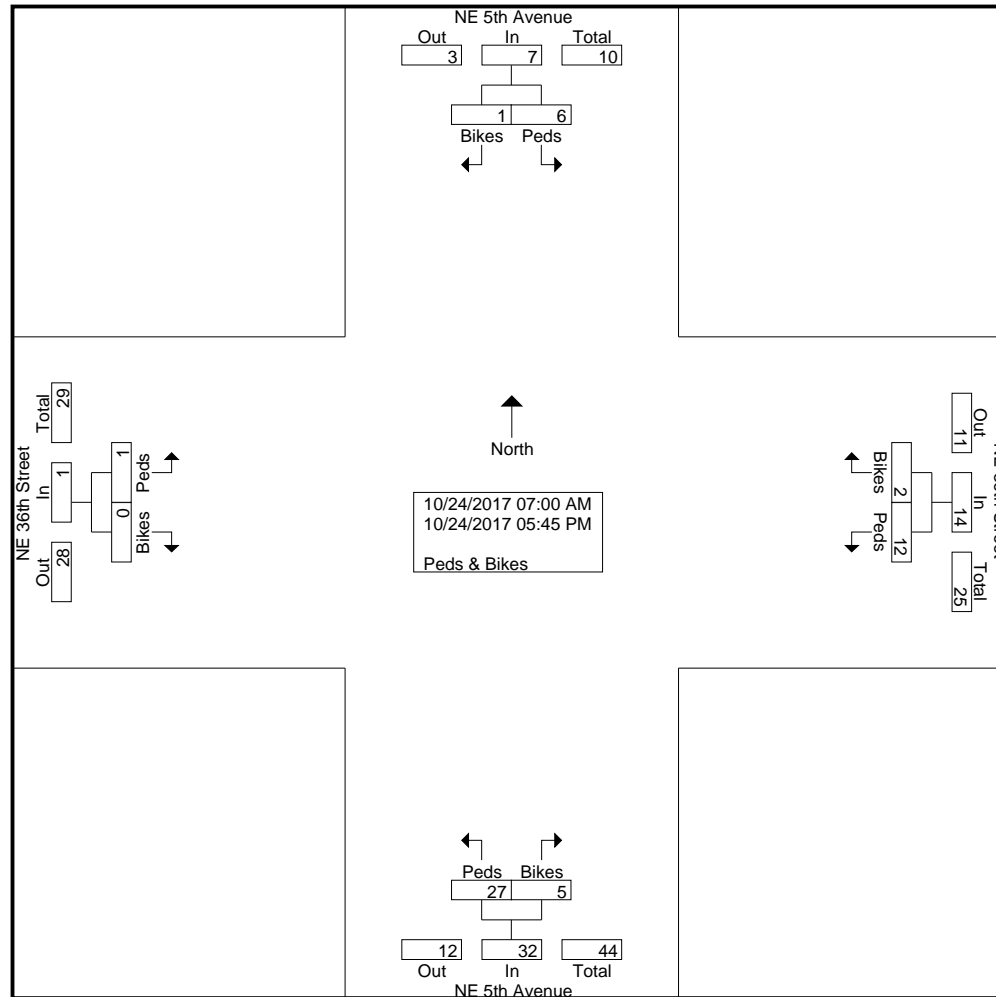 NE 5th Avenue
Out In Total
3 7 10
1 6
Bikes Peds
NE 36th Street
Out In Total
28 1 29
0 1
Bikes Peds
North
10/24/2017 07:00 AM
10/24/2017 05:45 PM
Peds & Bikes
Out In Total
11 14 25
2 12
Bikes Peds
Peds Bikes
27 5
12 32 44
Out In Total
NE 5th Avenue